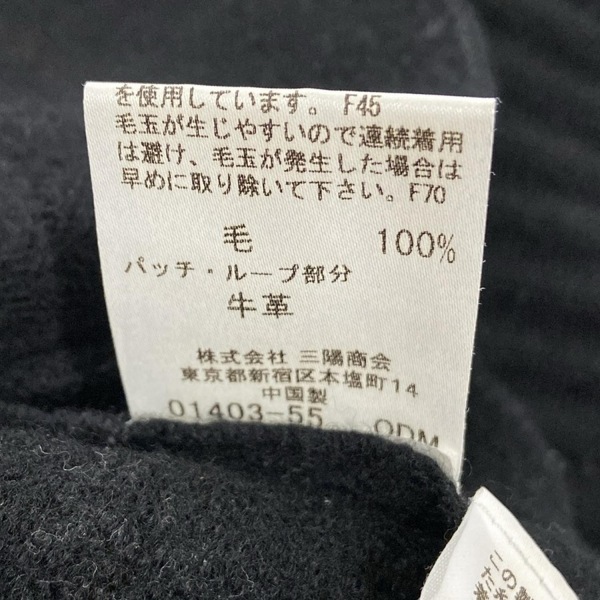 を使用しています。 F45
毛玉が生じやすいので連続着用
は避け、毛玉が発生した場合は
早めに取り除いて下さい。F70
毛 100%
パッチ・ループ部分
牛革
株式会社 三陽商会
東京都新宿区本塩町14
中国製
01403-55 ODM
この